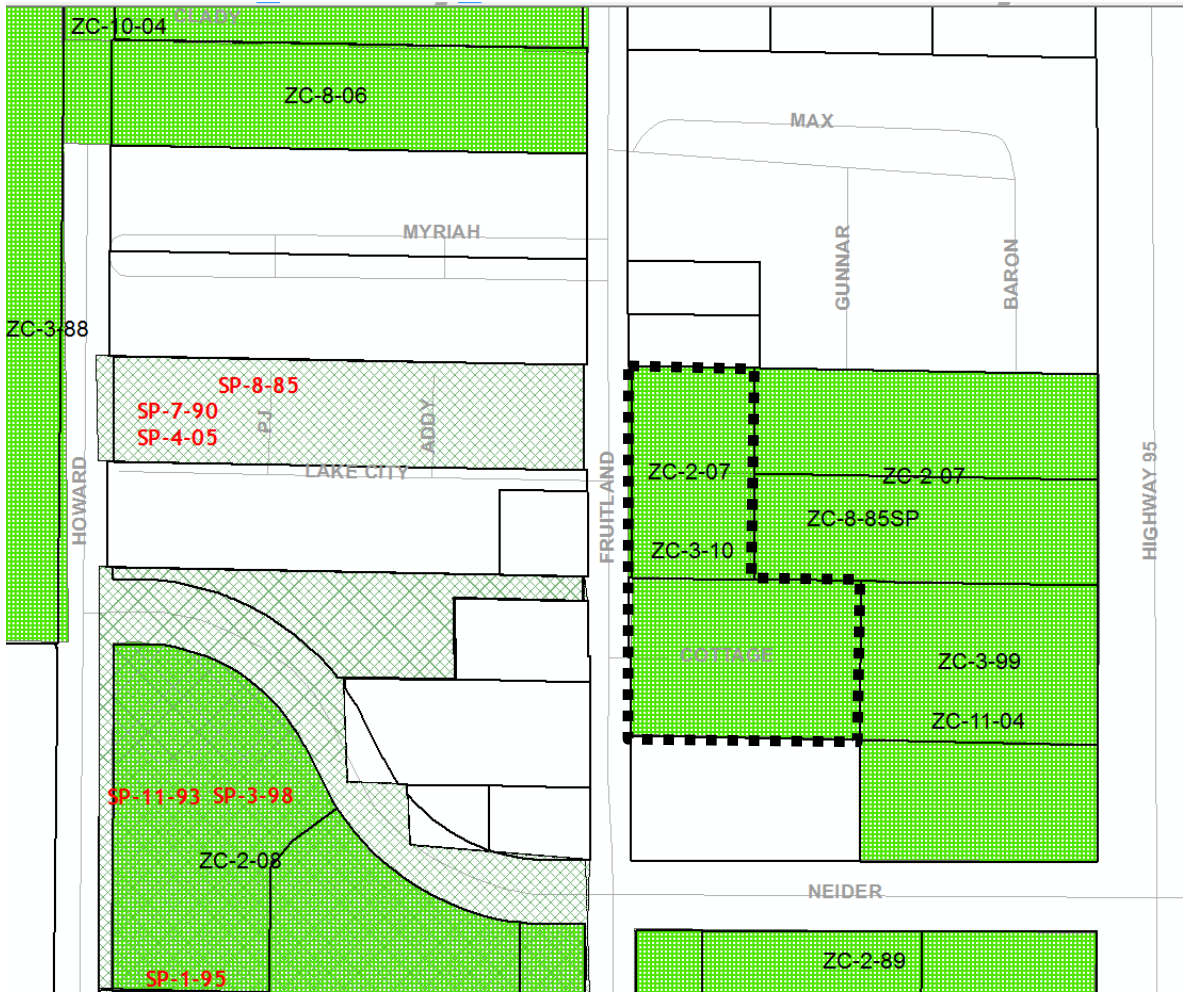 CLADY
ZC-10-04
ZC-8-06
MAX
MYRIAH
GUNNAR
BARON
ZC-3-88
SP-8-85
SP-7-90
SP-4-05
PJ
ADDY
LAKE CITY
HOWARD
FRUITLAND
ZC-2-07
ZC-2-07
ZC-8-85SP
ZC-3-10
HIGHWAY 95
COTTAGE
ZC-3-99
ZC-11-04
SP-11-93 SP-3-98
ZC-2-08
NEIDER
ZC-2-89
SP-1-95